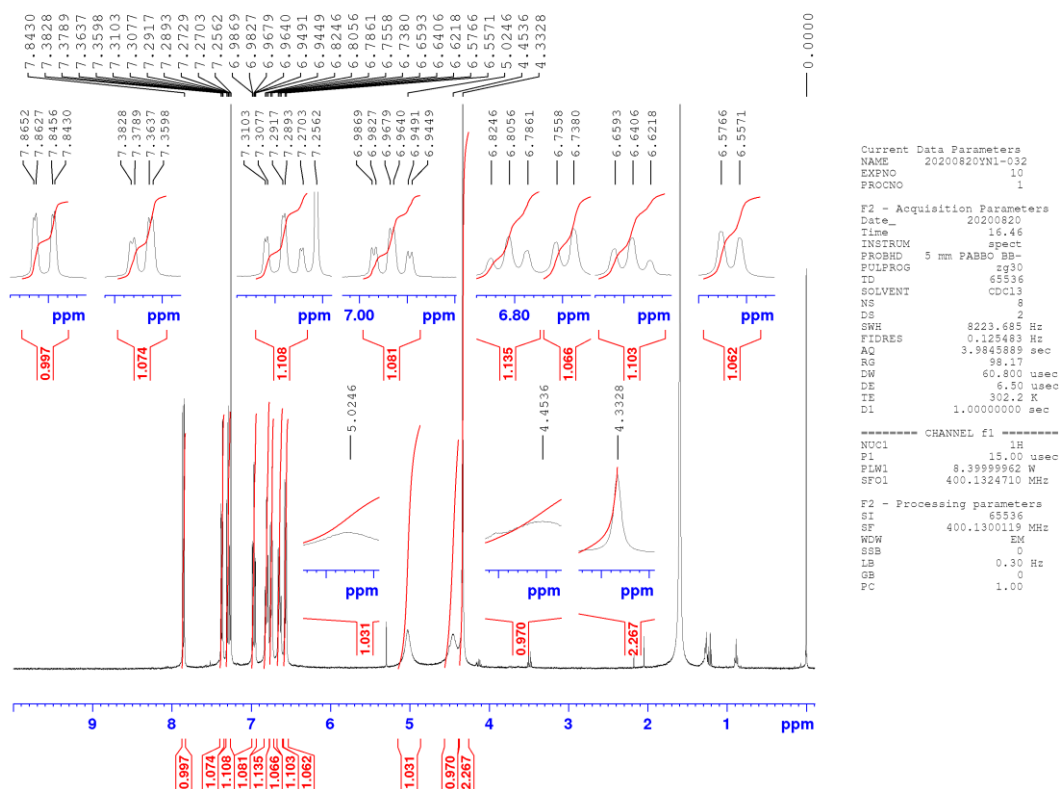 7.8430
7.3828
7.3789
7.3637
7.3598
7.3103
7.3077
7.2917
7.2893
7.2729
7.2703
7.2562
6.9869
6.9827
6.9679
6.9640
6.9491
6.9449
6.8246
6.8056
6.7861
6.7558
6.7380
6.6593
6.6406
6.6218
6.5766
6.5571
5.0246
4.4536
4.3328
0.0000
7.8652
7.8627
7.8456
7.8430
7.3828
7.3789
7.3637
7.3598
7.3103
7.3077
7.2917
7.2893
7.2703
7.2562
6.9869
6.9827
6.9679
6.9640
6.9491
6.9449
6.8246
6.8056
6.7861
6.7558
6.7380
6.6593
6.6406
6.6218
6.5766
6.5571
ppm
ppm
ppm
7.00 ppm
6.80 ppm
ppm
ppm
0.997
1.074
1.108
1.081
1.135
1.066
1.103
1.062
5.0246
4.4536
4.3328
ppm
ppm
ppm
1.031
0.970
2.267
9 8 7 6 5 4 3 2 1 ppm
0.997
1.074
1.108
1.081
1.135
1.066
1.103
1.062
1.031
0.970
2.267
Current Data Parameters
NAME 20200820YN1-032
EXPNO 10
PROCNO 1
F2 - Acquisition Parameters
Date_ 20200820
Time 16.46
INSTRUM spect
PROBHD 5 mm PABBO BB-
PULPROG zg30
TD 65536
SOLVENT CDCl3
NS 8
DS 2
SWH 8223.685 Hz
FIDRES 0.125483 Hz
AQ 3.9845889 sec
RG 98.17
DW 60.800 usec
DE 6.50 usec
TE 302.2 K
D1 1.00000000 sec
======== CHANNEL f1 ========
NUC1 1H
P1 15.00 usec
PLW1 8.39999962 W
SFO1 400.1324710 MHz
F2 - Processing parameters
SI 65536
SF 400.1300119 MHz
WDW EM
SSB 0
LB 0.30 Hz
GB 0
PC 1.00